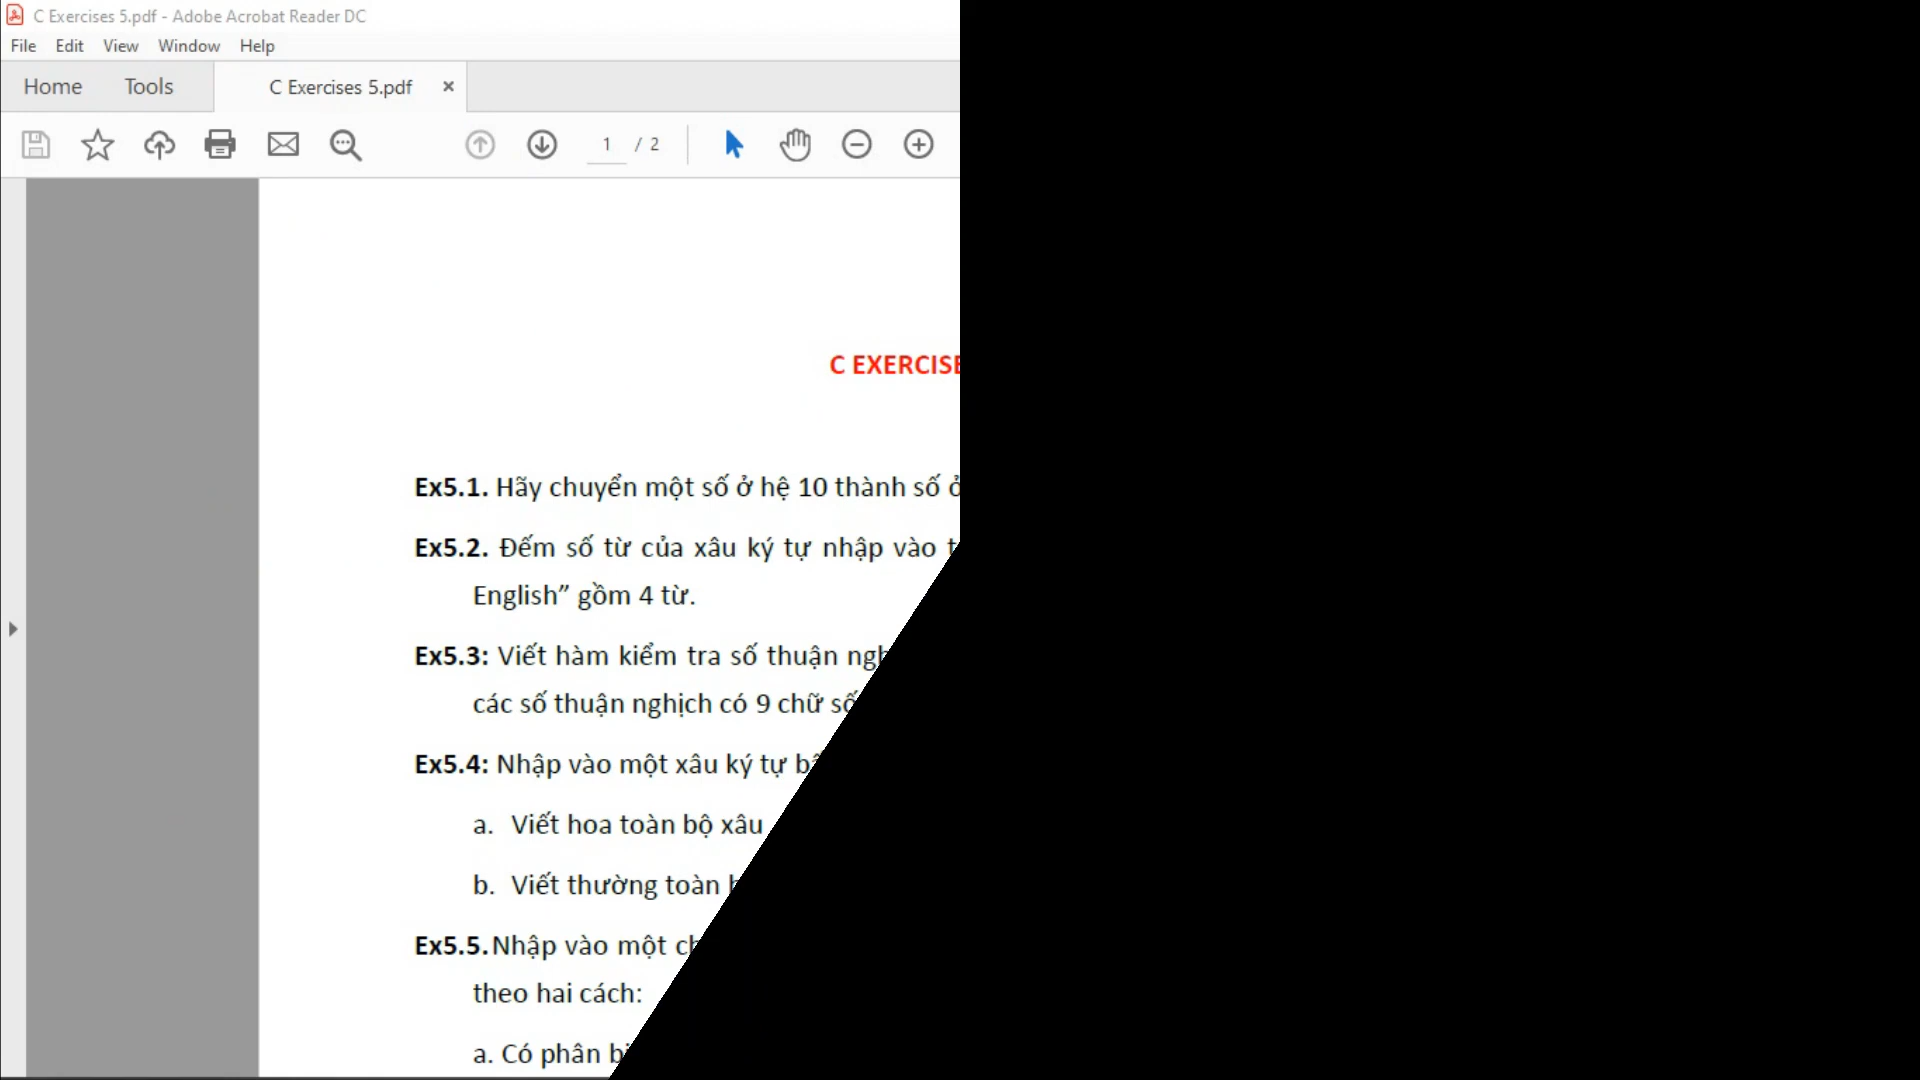 C Exercises 5.pdf - Adobe Acrobat Reader DC
File Edit View Window Help
Home Tools C Exercises 5.pdf ×
1 / 2
C EXERCISE
Ex5.1. Hãy chuyển một số ở hệ 10 thành số ở
Ex5.2. Đếm số từ của xâu ký tự nhập vào
English” gồm 4 từ.
Ex5.3: Viết hàm kiểm tra số thuận
các số thuận nghịch có 9 chữ số
Ex5.4: Nhập vào một xâu ký tự
a. Viết hoa toàn bộ xâu
b. Viết thường toàn
Ex5.5. Nhập vào một
theo hai cách:
a. Có phân